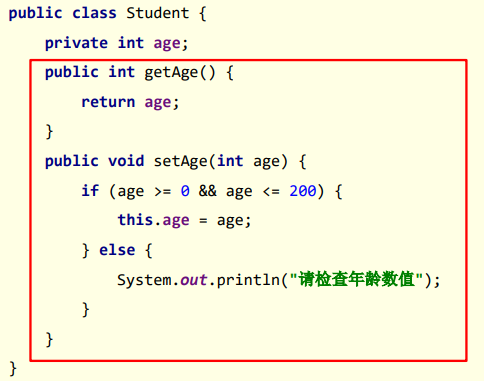 public class Student {
    private int age;
    public int getAge() {
        return age;
    }
    public void setAge(int age) {
        if (age >= 0 && age <= 200) {
            this.age = age;
        } else {
            System.out.println("请检查年龄数值");
        }
    }
}